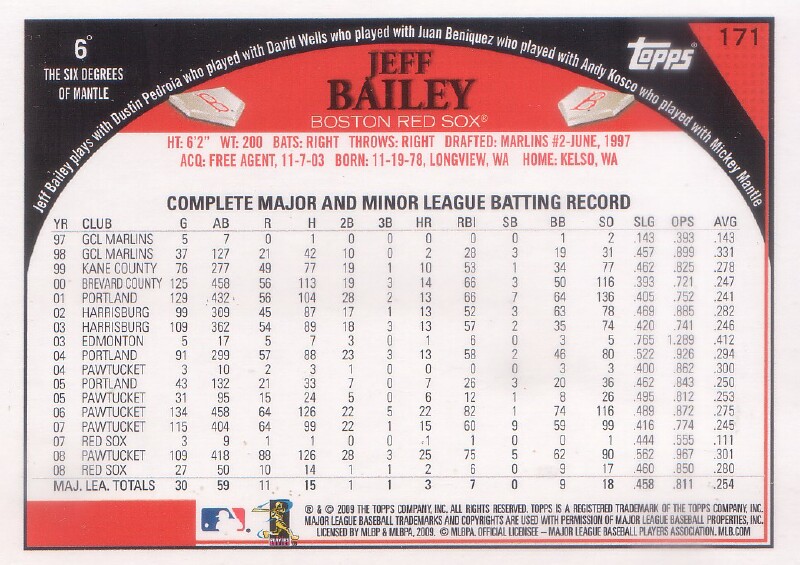 171
6°
THE SIX DEGREES
OF MANTLE
Jeff Bailey plays with Dustin Pedroia who played with David Wells who played with Juan Beniquez who played with Andy Kosco who played with Mickey Mantle
topps®
JEFF
BAILEY
BOSTON RED SOX®
HT: 6'2" WT: 200 BATS: RIGHT THROWS: RIGHT DRAFTED: MARLINS #2-JUNE, 1997
ACQ: FREE AGENT, 11-7-03 BORN: 11-19-78, LONGVIEW, WA HOME: KELSO, WA
COMPLETE MAJOR AND MINOR LEAGUE BATTING RECORD
YR CLUB G AB R H 2B 3B HR RBI SB BB SO SLG OPS AVG
97 GCL MARLINS 5 7 0 1 0 0 0 0 0 1 2 .143 .393 .143
98 GCL MARLINS 37 127 21 42 10 0 2 28 3 19 31 .457 .899 .331
99 KANE COUNTY 76 277 49 77 19 1 10 53 1 34 77 .462 .825 .278
00 BREVARD COUNTY 125 458 56 113 19 3 14 66 3 50 116 .393 .721 .247
01 PORTLAND 129 432 56 104 28 2 13 66 7 64 136 .405 .752 .241
02 HARRISBURG 99 309 45 87 17 1 13 52 3 63 78 .469 .885 .282
03 HARRISBURG 109 362 54 89 18 3 13 57 2 35 74 .420 .741 .246
03 EDMONTON 5 17 5 7 3 0 1 6 0 3 5 .765 1.289 .412
04 PORTLAND 91 299 57 88 23 3 13 58 2 46 80 .522 .926 .294
04 PAWTUCKET 3 10 2 3 1 0 0 0 0 3 3 .400 .862 .300
05 PORTLAND 43 132 21 33 7 0 7 26 3 20 36 .462 .843 .250
05 PAWTUCKET 31 95 15 24 5 0 6 12 1 8 26 .495 .812 .253
06 PAWTUCKET 134 458 64 126 22 5 22 82 1 74 116 .489 .872 .275
07 PAWTUCKET 115 404 64 99 22 1 15 60 9 59 99 .416 .774 .245
07 RED SOX 3 9 1 1 0 0 1 1 0 0 1 .444 .555 .111
08 PAWTUCKET 109 418 88 126 28 3 25 75 5 62 90 .562 .967 .301
08 RED SOX 27 50 10 14 1 1 2 6 0 9 17 .460 .850 .280
MAJ. LEA. TOTALS 30 59 11 15 1 1 3 7 0 9 18 .458 .811 .254
® & © 2009 THE TOPPS COMPANY, INC. ALL RIGHTS RESERVED. TOPPS IS A REGISTERED TRADEMARK OF THE TOPPS COMPANY, INC.
MAJOR LEAGUE BASEBALL TRADEMARKS AND COPYRIGHTS ARE USED WITH PERMISSION OF MAJOR LEAGUE BASEBALL PROPERTIES, INC.
LICENSED BY MLBP & MLBPA, 2009. © MLBPA. OFFICIAL LICENSEE – MAJOR LEAGUE BASEBALL PLAYERS ASSOCIATION. MLB.COM